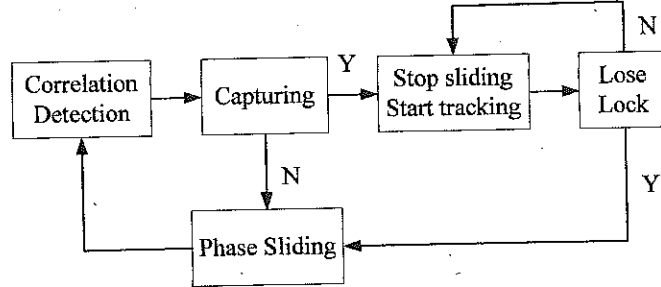 N
Correlation
Detection
Capturing
Y
Stop sliding
Start tracking
Lose
Lock
N
Y
Phase Sliding